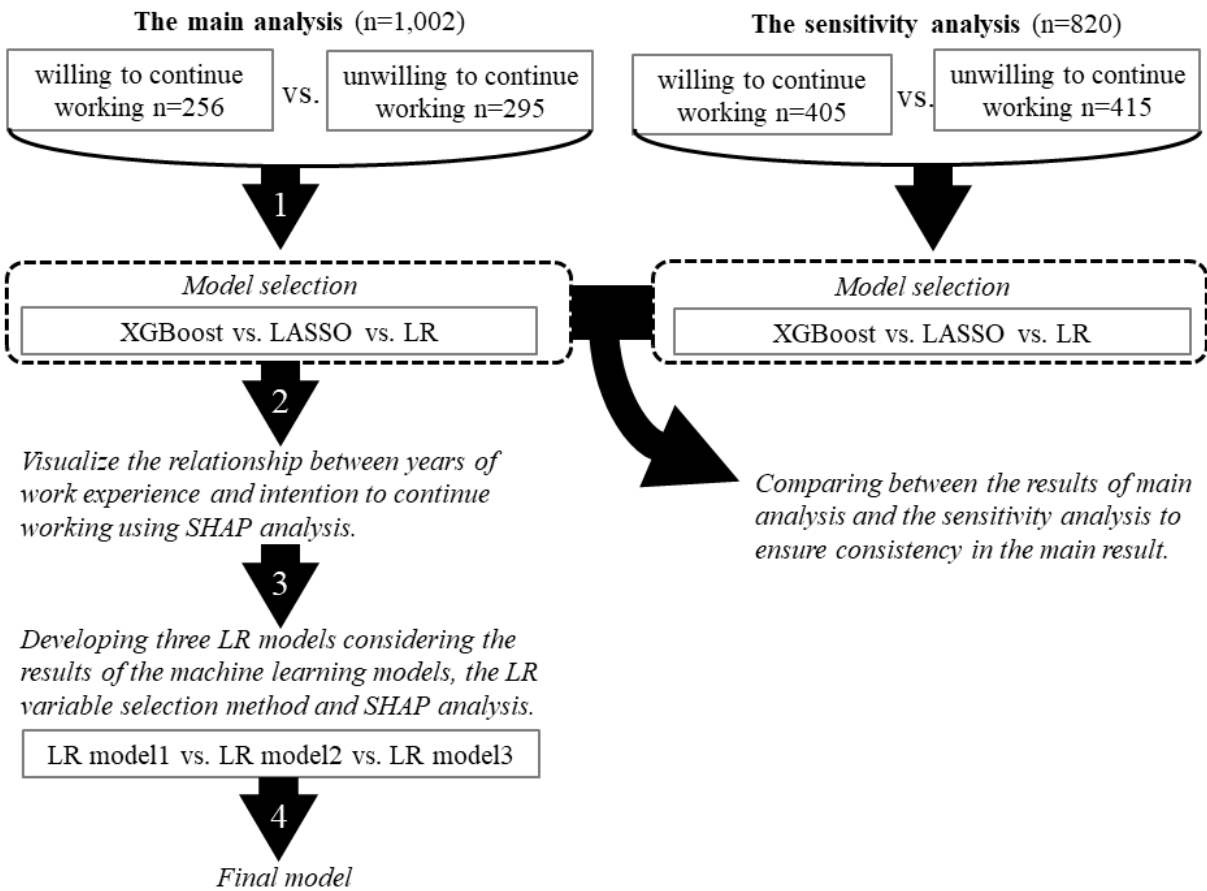 The main analysis (n=1,002)
willing to continue
working n=256
vs.
unwilling to continue
working n=295
1
Model selection
XGBoost vs. LASSO vs. LR
2
Visualize the relationship between years of
work experience and intention to continue
working using SHAP analysis.
3
Developing three LR models considering the
results of the machine learning models, the LR
variable selection method and SHAP analysis.
LR model1 vs. LR model2 vs. LR model3
4
Final model
The sensitivity analysis (n=820)
willing to continue
working n=405
vs.
unwilling to continue
working n=415
Model selection
XGBoost vs. LASSO vs. LR
Comparing between the results of main
analysis and the sensitivity analysis to
ensure consistency in the main result.